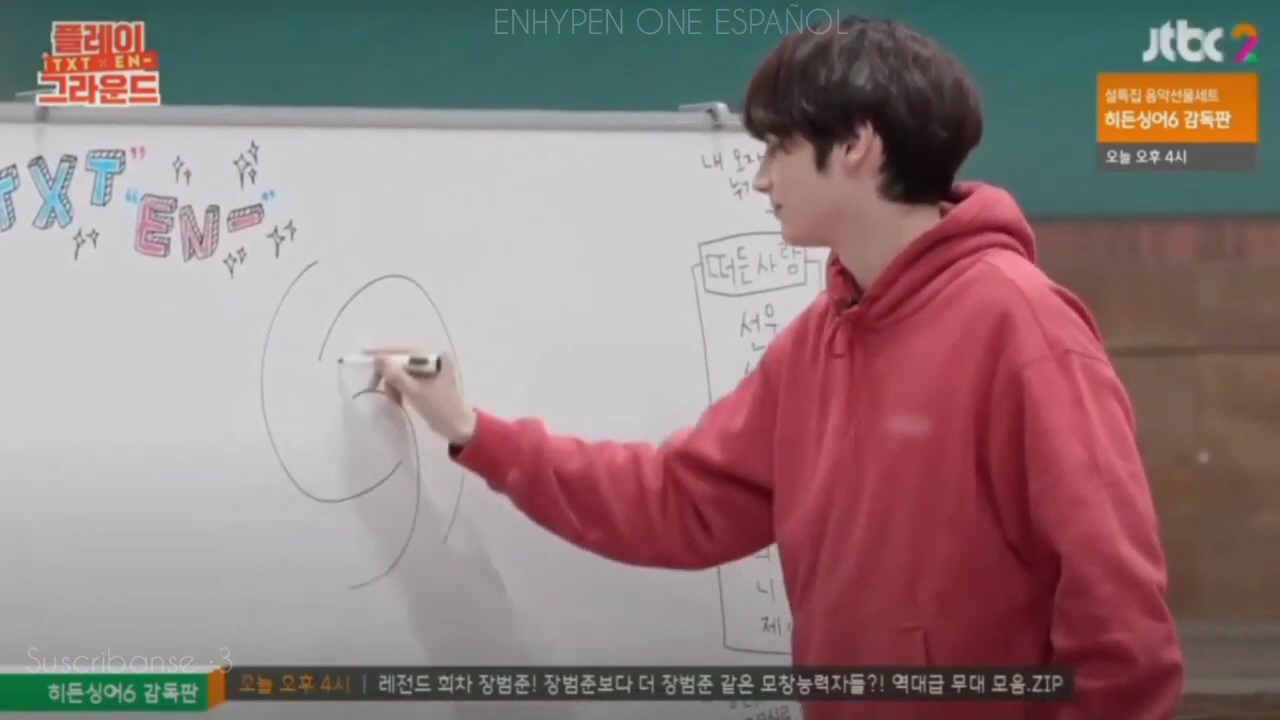 ENHYPEN ONE ESPAÑOL
플레이
TXT × EN-
그라운드
jtbc 2
설특집 음악선물세트
히든싱어6 감독판
오늘 오후 4시
TXT"
"EN-"
내
떠든사람
선우
니
제
Suscribanse :3
히든싱어6 감독판
오늘 오후 4시 | 레전드 회차 장범준! 장범준보다 더 장범준 같은 모창능력자들?! 역대급 무대 모음.ZIP